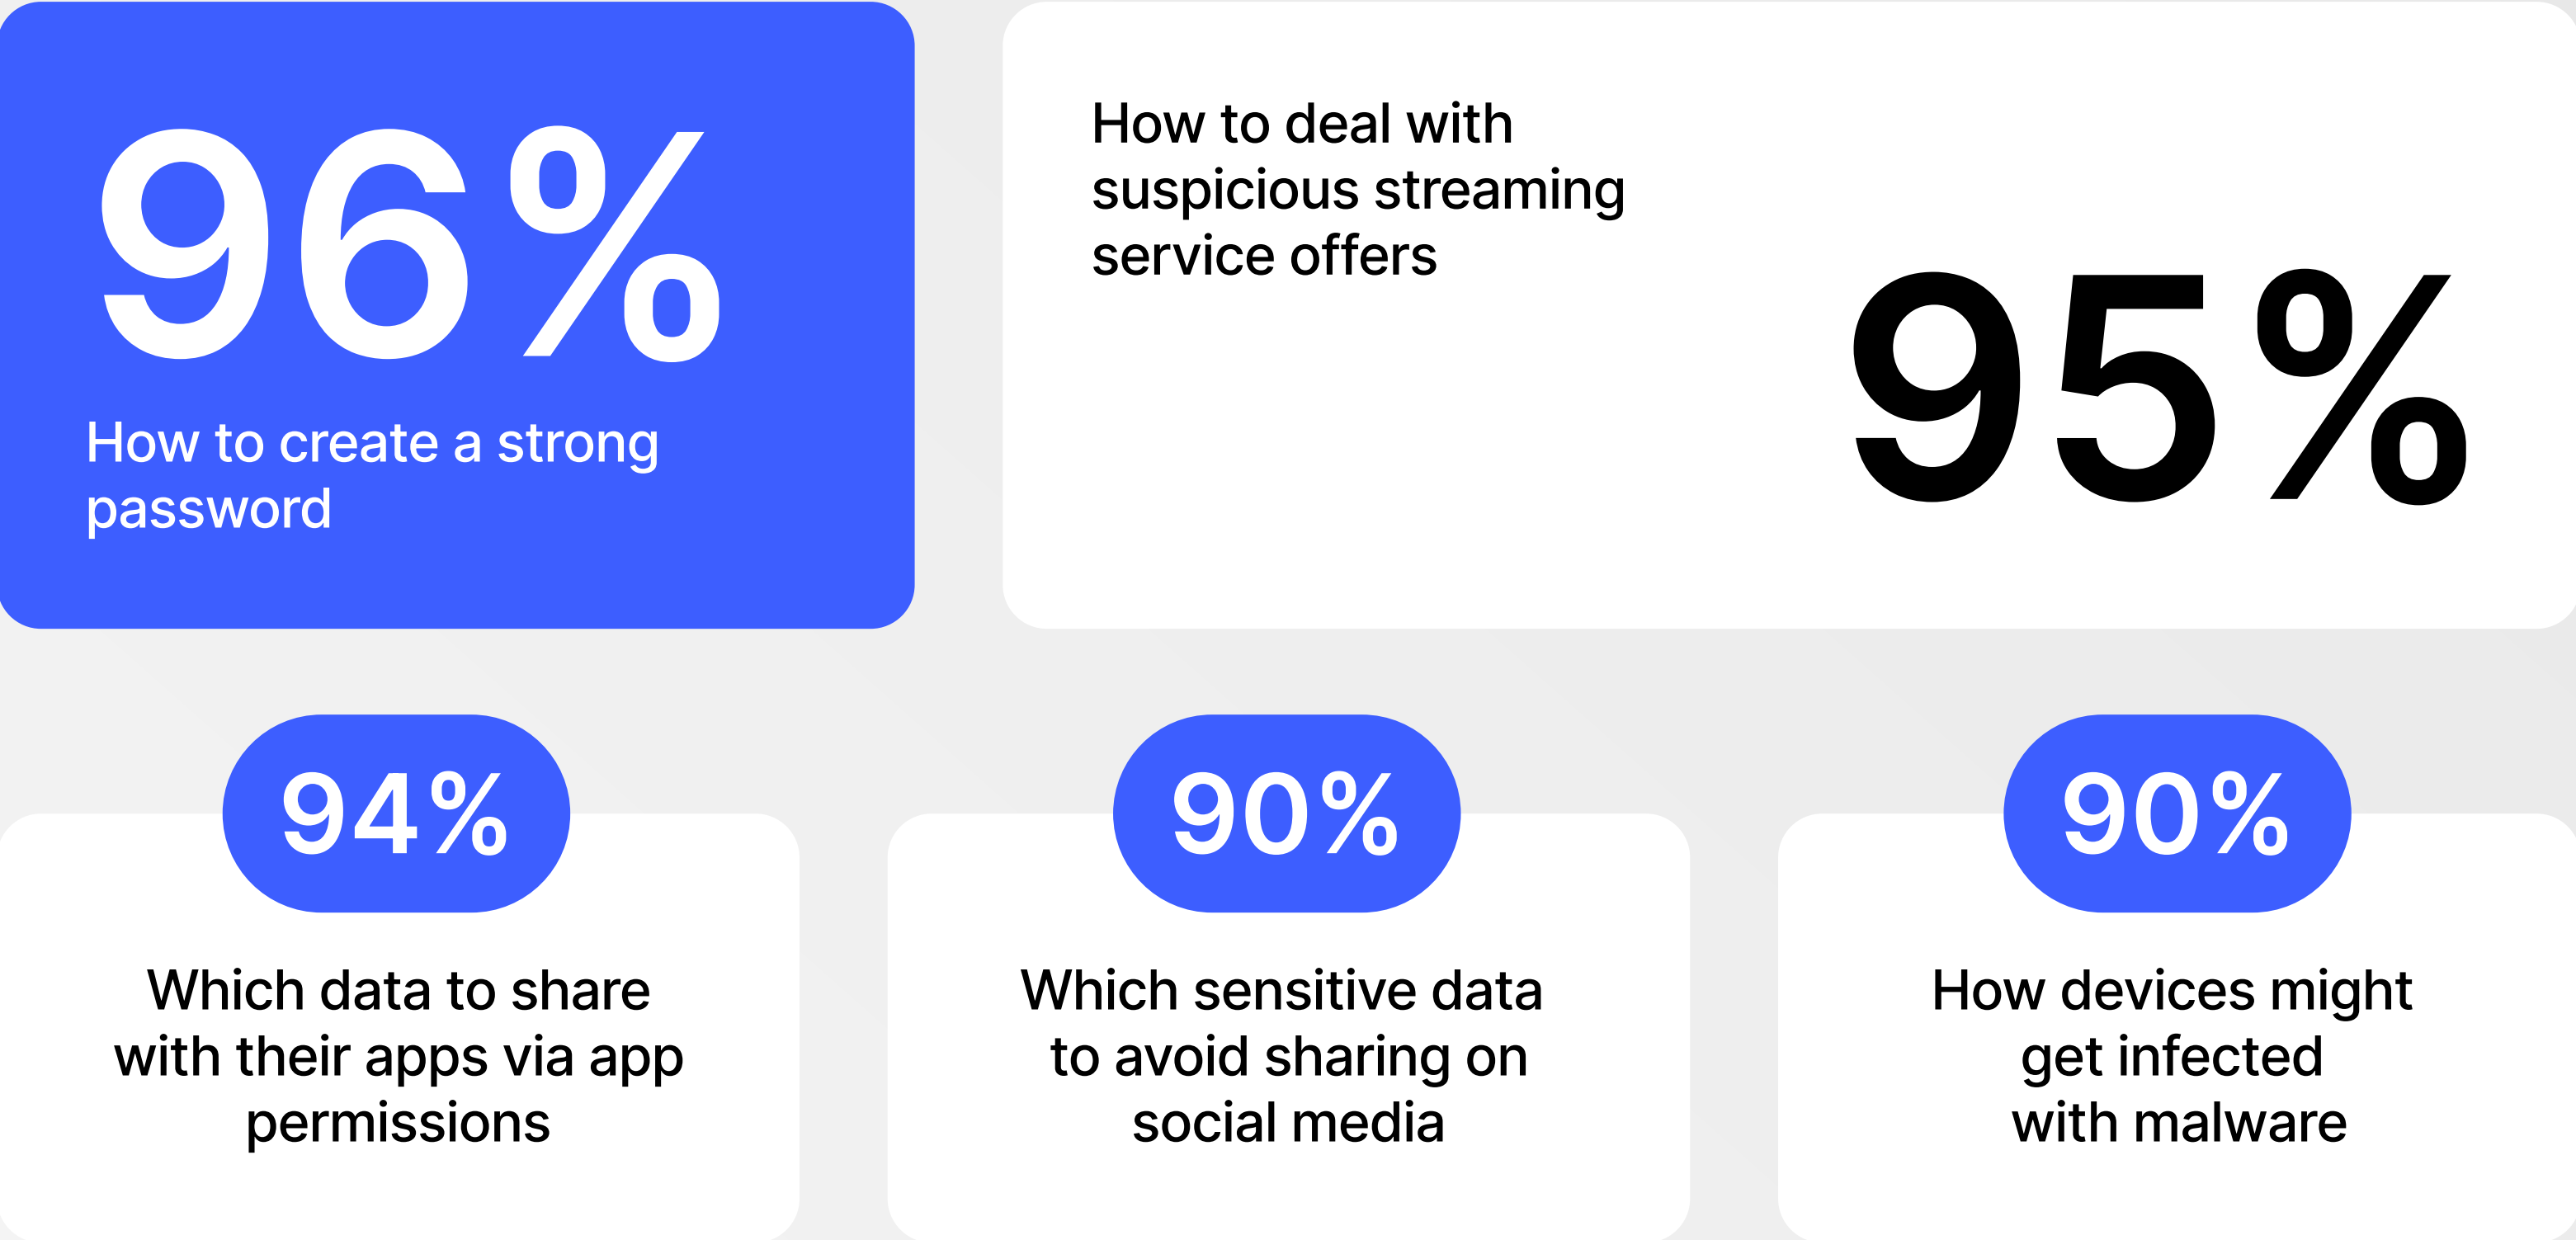 96%
How to create a strong
password
How to deal with
suspicious streaming
service offers
95%
94%
Which data to share
with their apps via app
permissions
90%
Which sensitive data
to avoid sharing on
social media
90%
How devices might
get infected
with malware